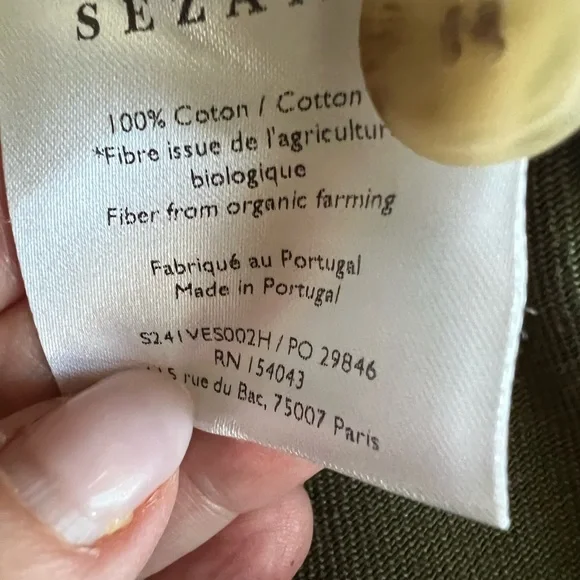 100% Coton / Cotton
*Fibre issue de l'agricultur
biologique
Fiber from organic farming
Fabriqué au Portugal
Made in Portugal
S241VES002H / PO 29846
RN 154043
rue du Bac, 75007 Paris